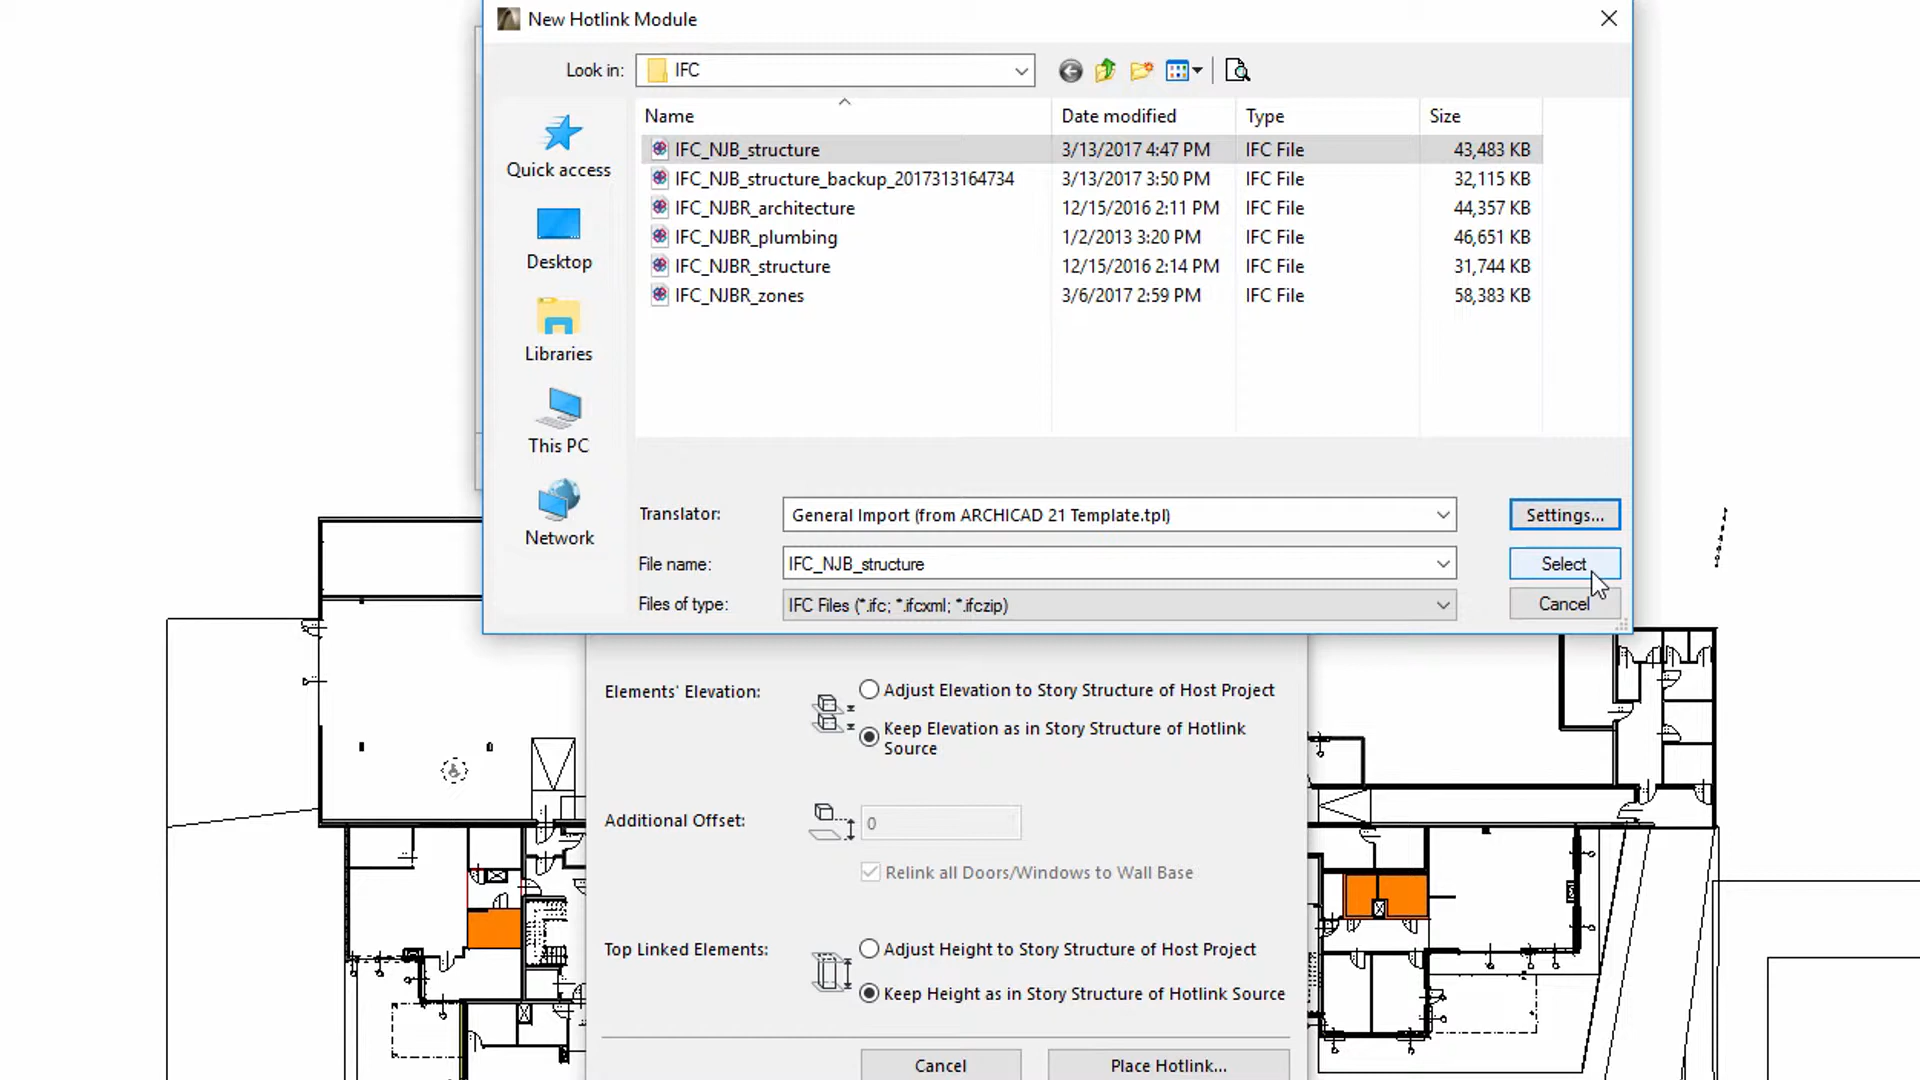 New Hotlink Module
Look in: IFC
Name Date modified Type Size
IFC_NJB_structure 3/13/2017 4:47 PM IFC File 43,483 KB
IFC_NJB_structure_backup_2017313164734 3/13/2017 3:50 PM IFC File 32,115 KB
IFC_NJBR_architecture 12/15/2016 2:11 PM IFC File 44,357 KB
IFC_NJBR_plumbing 1/2/2013 3:20 PM IFC File 46,651 KB
IFC_NJBR_structure 12/15/2016 2:14 PM IFC File 31,744 KB
IFC_NJBR_zones 3/6/2017 2:59 PM IFC File 58,383 KB
Quick access
Desktop
Libraries
This PC
Network
Translator: General Import (from ARCHICAD 21 Template.tpl) Settings...
File name: IFC_NJB_structure Select
Files of type: IFC Files (*.ifc; *.ifcxml; *.ifczip) Cancel
Elements' Elevation: Adjust Elevation to Story Structure of Host Project
Keep Elevation as in Story Structure of Hotlink
Source
Additional Offset: 0
Relink all Doors/Windows to Wall Base
Top Linked Elements: Adjust Height to Story Structure of Host Project
Keep Height as in Story Structure of Hotlink Source
Cancel Place Hotlink...